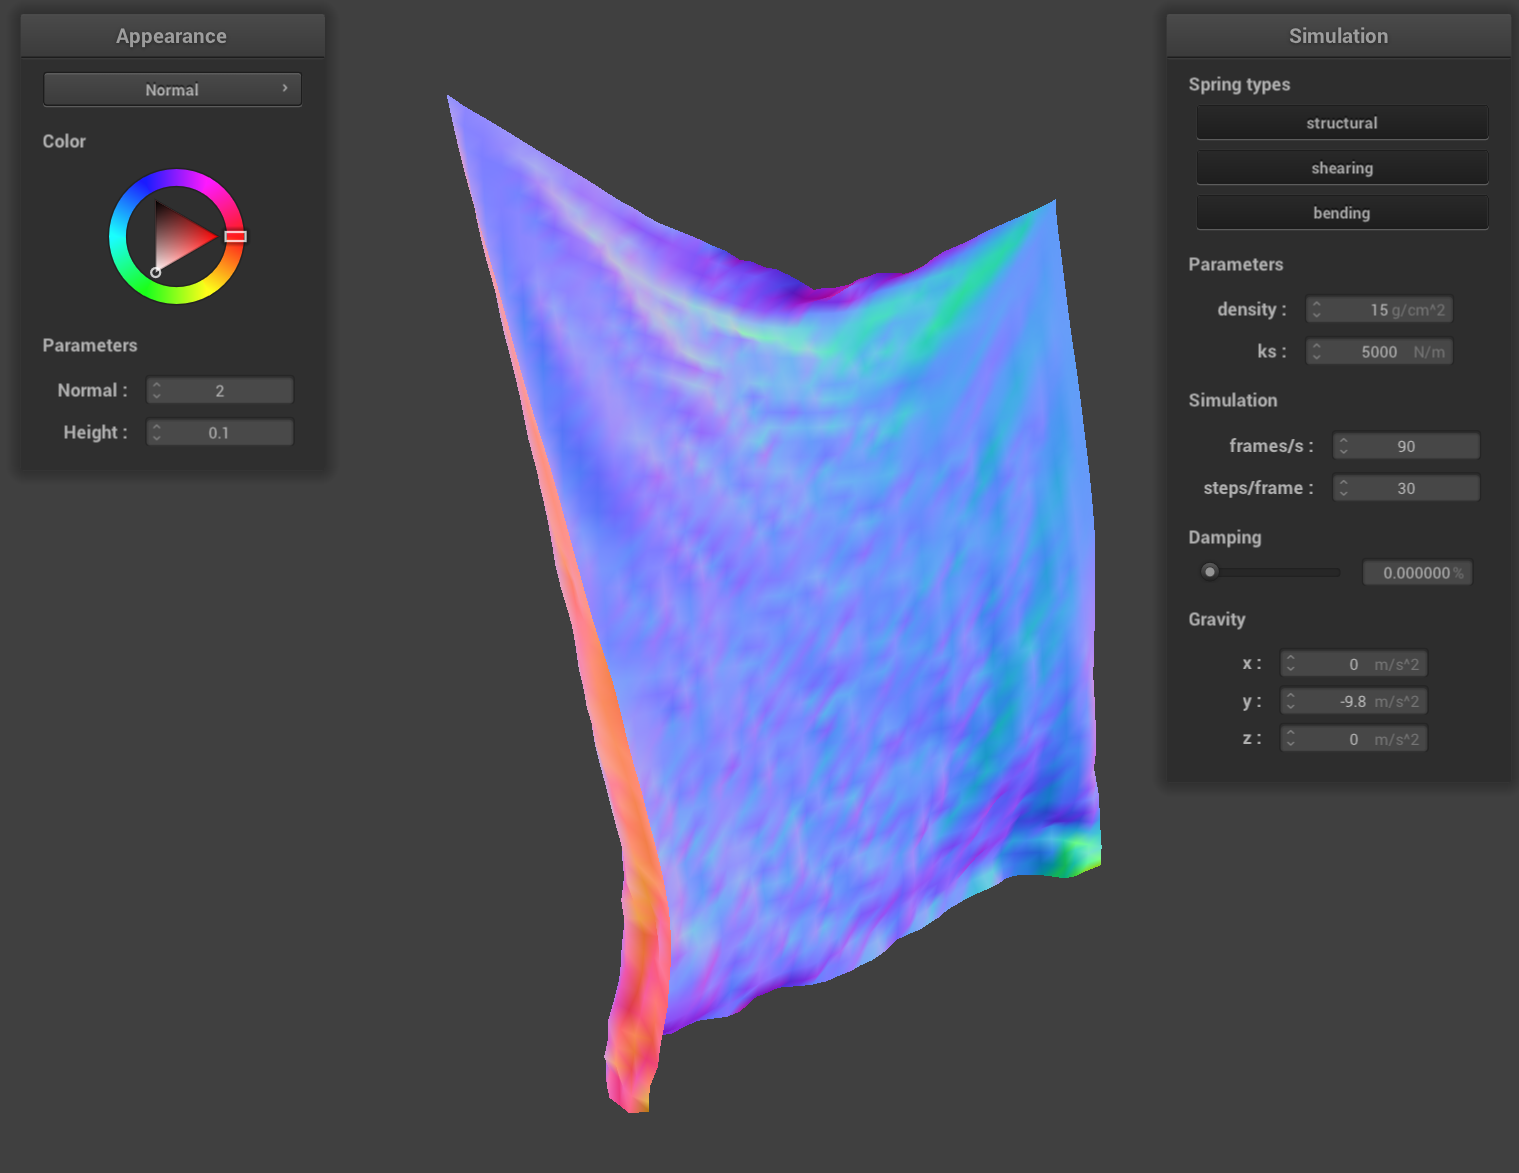 Appearance
Normal
Color
Parameters
Normal : 2
Height : 0.1
Simulation
Spring types
structural
shearing
bending
Parameters
density : 15 g/cm^2
ks : 5000 N/m
Simulation
frames/s : 90
steps/frame : 30
Damping
0.000000 %
Gravity
x : 0 m/s^2
y : -9.8 m/s^2
z : 0 m/s^2